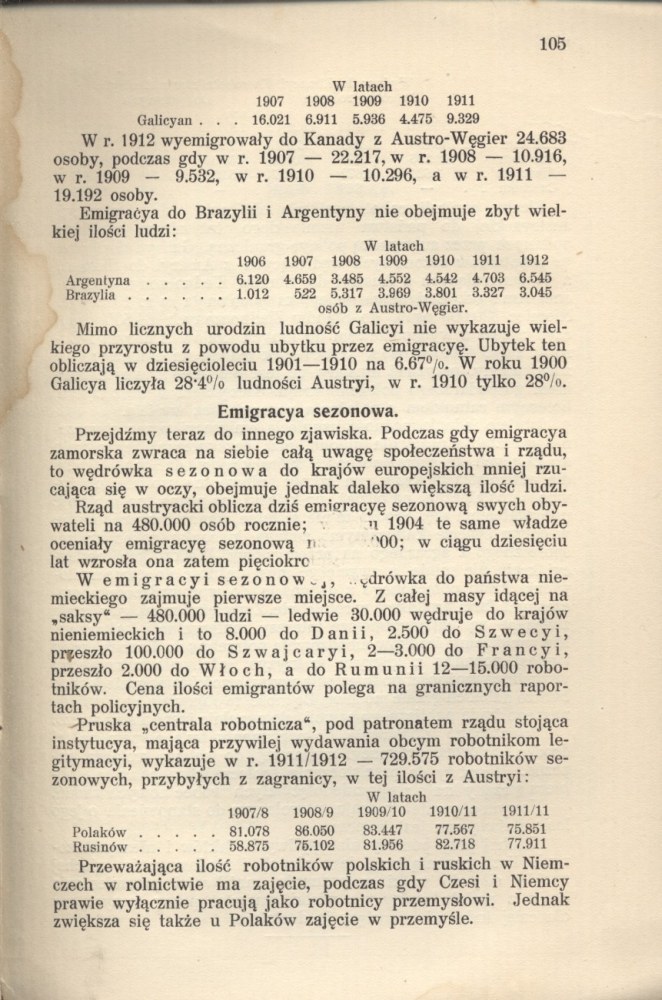 105
W latach
1907 1908 1909 1910 1911
Galicyan . . . 16.021 6.911 5.936 4.475 9.329
W r. 1912 wyemigrowały do Kanady z Austro-Węgier 24.683
osoby, podczas gdy w r. 1907 — 22.217, w r. 1908 — 10.916,
w r. 1909 — 9.532, w r. 1910 — 10.296, a w r. 1911 —
19.192 osoby.
Emigracya do Brazylii i Argentyny nie obejmuje zbyt wiel-
kiej ilości ludzi:
W latach
1906 1907 1908 1909 1910 1911 1912
Argentyna . . . . . 6.120 4.659 3.485 4.552 4.542 4.703 6.545
Brazylia . . . . . . 1.012 522 5.317 3.969 3.801 3.327 3.045
osób z Austro-Węgier.
Mimo licznych urodzin ludność Galicyi nie wykazuje wiel-
kiego przyrostu z powodu ubytku przez emigracyę. Ubytek ten
obliczają w dziesięcioleciu 1901—1910 na 6.67%. W roku 1900
Galicya liczyła 28·4% ludności Austryi, w r. 1910 tylko 28%.
Emigracya sezonowa.
Przejdźmy teraz do innego zjawiska. Podczas gdy emigracya
zamorska zwraca na siebie całą uwagę społeczeństwa i rządu,
to wędrówka sezonowa do krajów europejskich mniej rzu-
cająca się w oczy, obejmuje jednak daleko większą ilość ludzi.
Rząd austryacki oblicza dziś emigracyę sezonową swych oby-
wateli na 480.000 osób rocznie; 1904 te same władze
oceniały emigracyę sezonową 00; w ciągu dziesięciu
lat wzrosła ona zatem
W emigracyi do państwa nie-
mieckiego zajmuje pierwsze miejsce. Z całej masy idącej na
„saksy“ — 480.000 ludzi — ledwie 30.000 wędruje do krajów
nieniemieckich i to 8.000 do Danii, 2.500 do Szwecyi,
przeszło 100.000 do Szwajcaryi, 2—3.000 do Francyi,
przeszło 2.000 do Włoch, a do Rumunii 12—15.000 robo-
tników. Cena ilości emigrantów polega na granicznych rapor-
tach policyjnych.
Pruska „centrala robotnicza“, pod patronatem rządu stojąca
instytucya, mająca przywilej wydawania obcym robotnikom le-
gitymacyi, wykazuje w r. 1911/1912 — 729.575 robotników se-
zonowych, przybyłych z zagranicy, w tej ilości z Austryi:
W latach
1907/8 1908/9 1909/10 1910/11 1911/11
Polaków . . . . . 81.078 86.050 83.447 77.567 75.851
Rusinów . . . . . 58.875 75.102 81.956 82.718 77.911
Przeważająca ilość robotników polskich i ruskich w Niem-
czech w rolnictwie ma zajęcie, podczas gdy Czesi i Niemcy
prawie wyłącznie pracują jako robotnicy przemysłowi. Jednak
zwiększa się także u Polaków zajęcie w przemyśle.